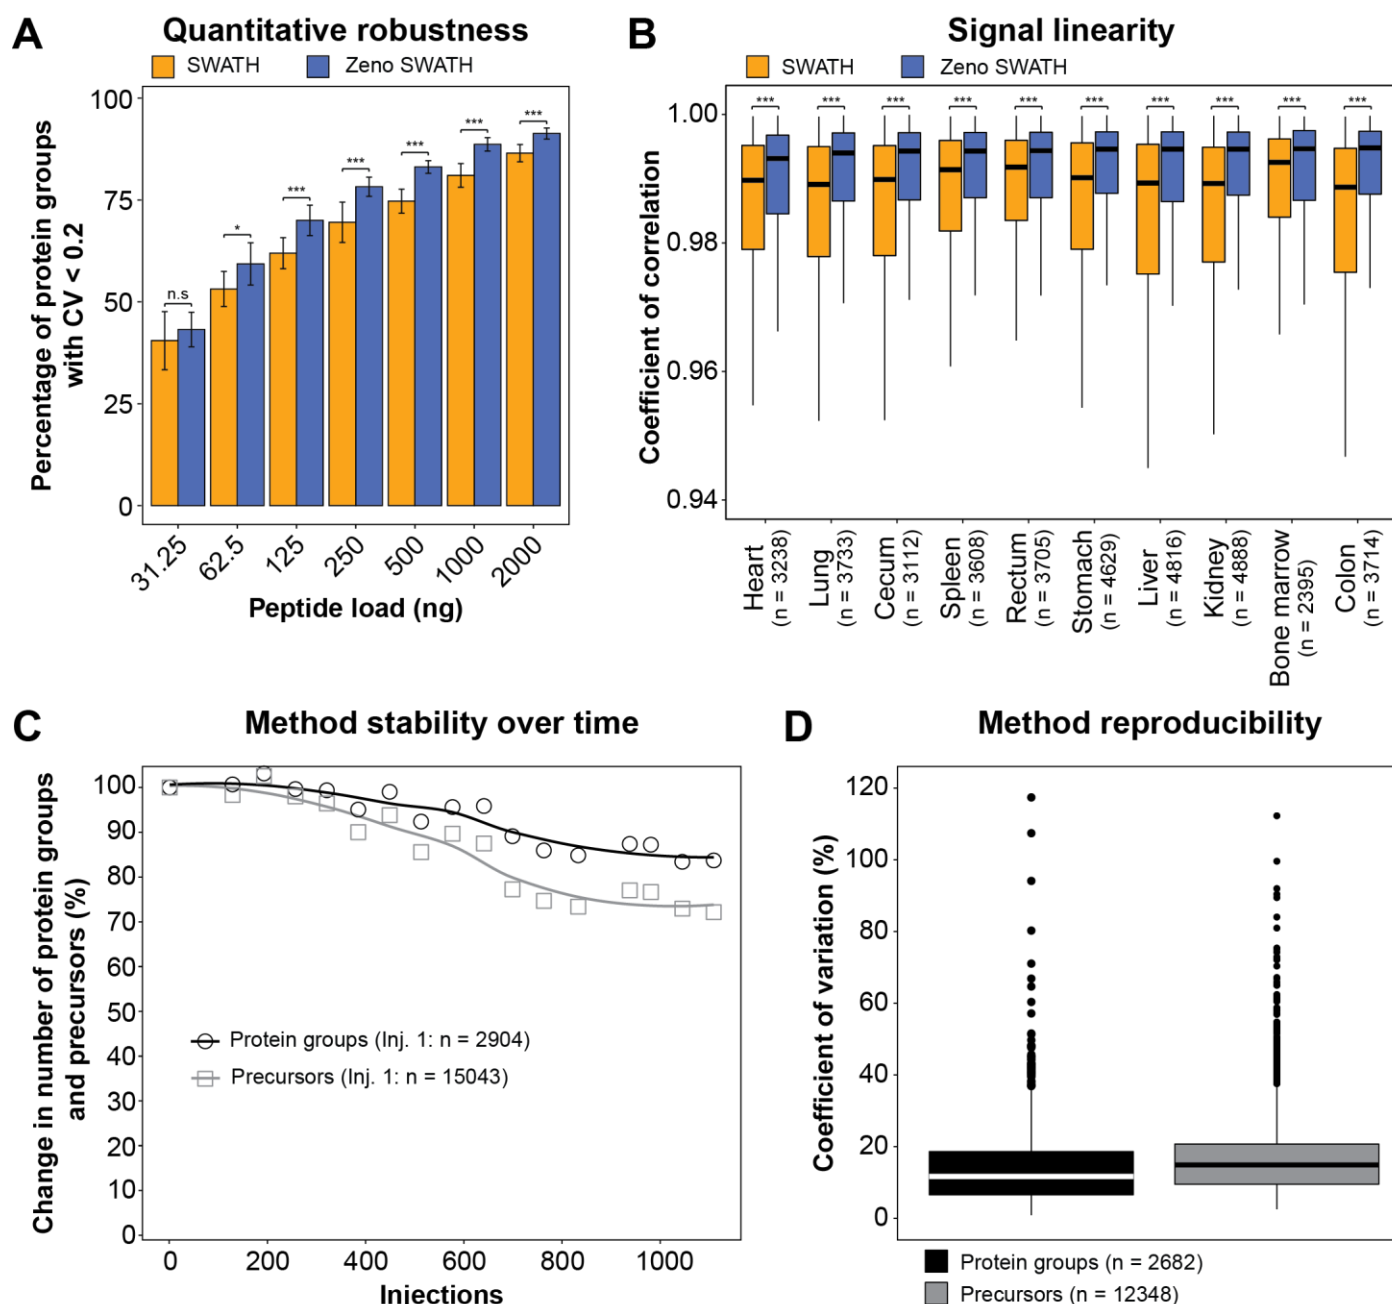 A
Quantitative robustness
SWATH
Zeno SWATH
Percentage of protein groups
with CV < 0.2
100
75
50
25
0
n.s
*
***
***
***
***
***
31.25
62.5
125
250
500
1000
2000
Peptide load (ng)
B
Signal linearity
SWATH
Zeno SWATH
Coefficient of correlation
1.00
0.98
0.96
0.94
***
***
***
***
***
***
***
***
***
***
Heart
(n = 3238)
Lung
(n = 3733)
Cecum
(n = 3112)
Spleen
(n = 3608)
Rectum
(n = 3705)
Stomach
(n = 4629)
Liver
(n = 4816)
Kidney
(n = 4888)
Bone marrow
(n = 2395)
Colon
(n = 3714)
C
Method stability over time
Change in number of protein groups
and precursors (%)
100
90
80
70
60
50
40
30
20
10
0
Protein groups (Inj. 1: n = 2904)
Precursors (Inj. 1: n = 15043)
0
200
400
600
800
1000
Injections
D
Method reproducibility
Coefficient of variation (%)
120
100
80
60
40
20
0
Protein groups (n = 2682)
Precursors (n = 12348)